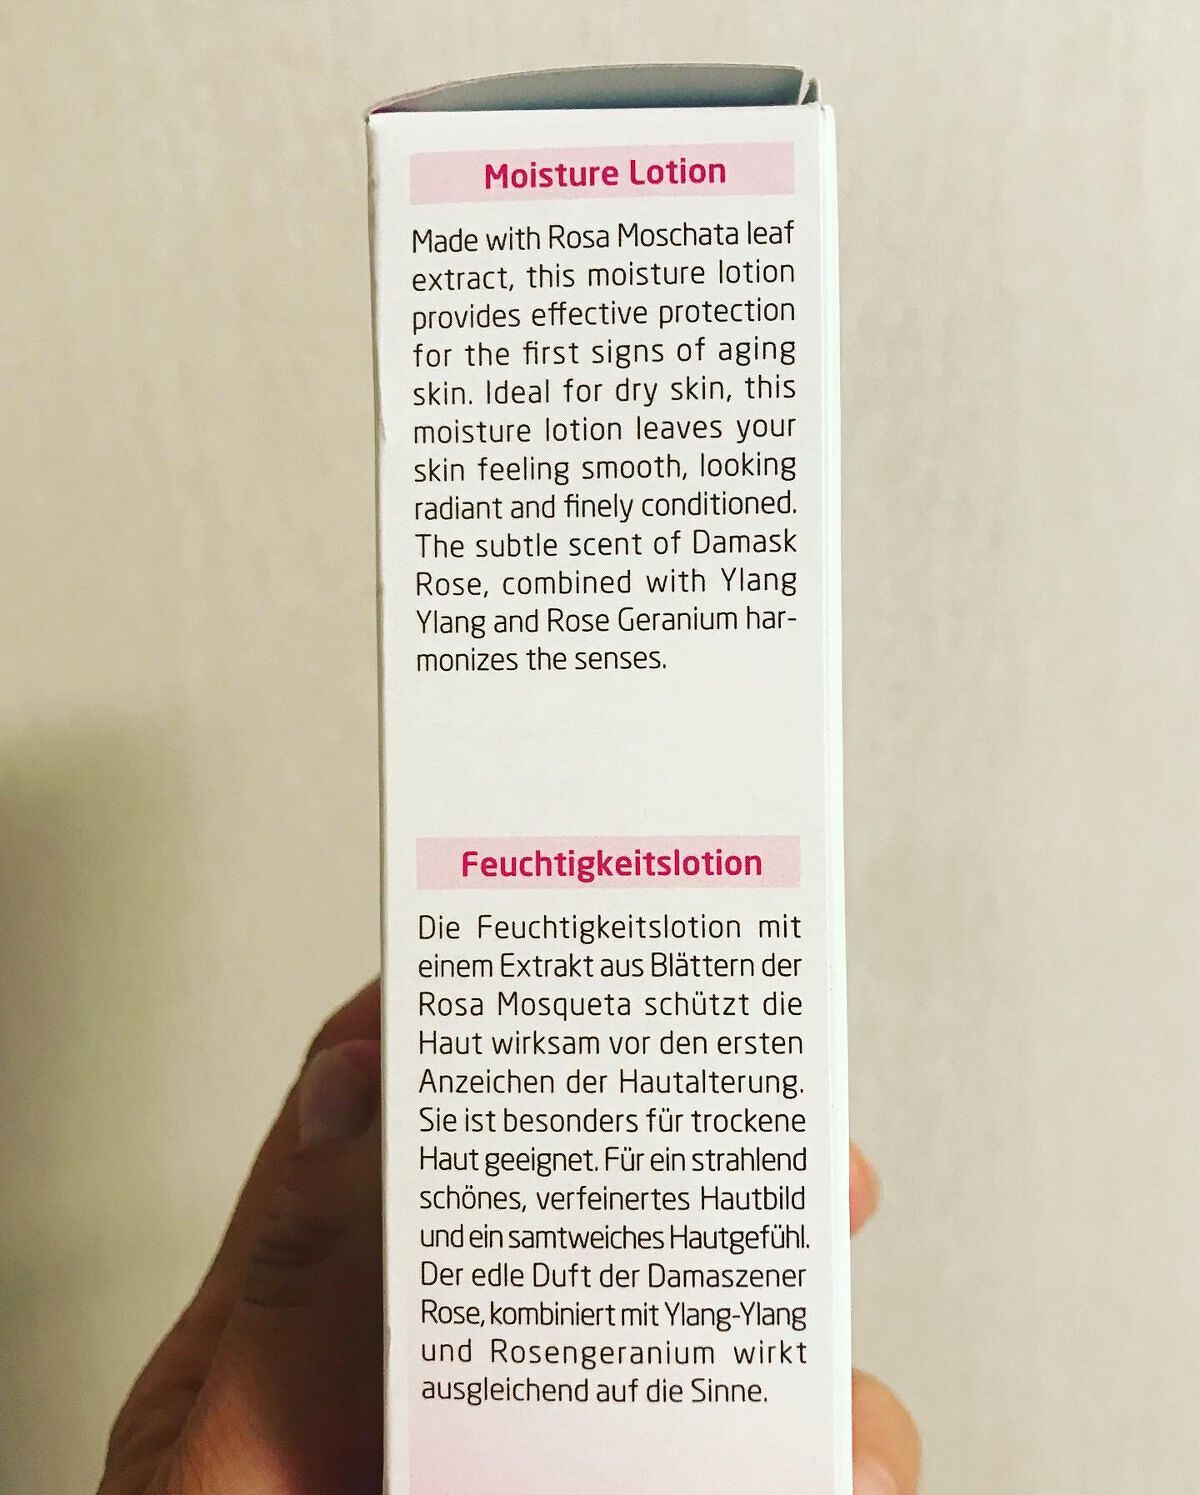 Moisture Lotion
Made with Rosa Moschata leaf
extract, this moisture lotion
provides effective protection
for the first signs of aging
skin. Ideal for dry skin, this
moisture lotion leaves your
skin feeling smooth, looking
radiant and finely conditioned.
The subtle scent of Damask
Rose, combined with Ylang
Ylang and Rose Geranium har-
monizes the senses.
Feuchtigkeitslotion
Die Feuchtigkeitslotion mit
einem Extrakt aus Blättern der
Rosa Mosqueta schützt die
Haut wirksam vor den ersten
Anzeichen der Hautalterung.
Sie ist besonders für trockene
Haut geeignet. Für ein strahlend
schönes, verfeinertes Hautbild
und ein samtweiches Hautgefühl.
Der edle Duft der Damaszener
Rose, kombiniert mit Ylang-Ylang
und Rosengeranium wirkt
ausgleichend auf die Sinne.